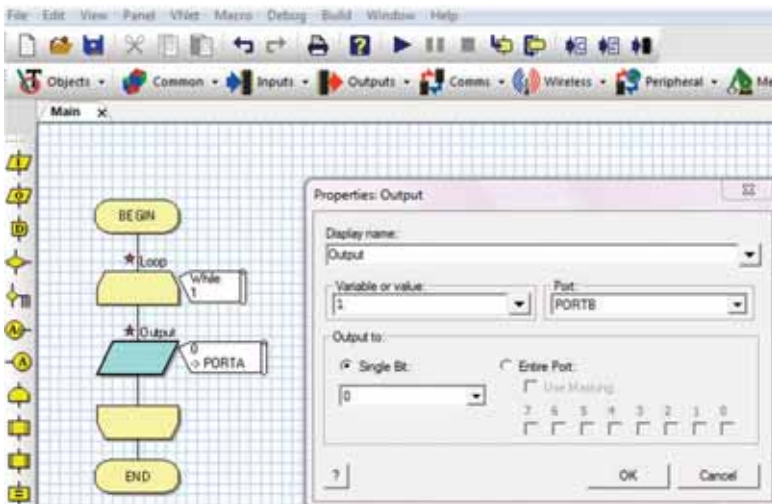 File Edit View Panel VNet Macro Debug Build Window Help
Objects Common Inputs Outputs Comms Wireless Peripheral Me
Main x
BEGIN
Loop
While
1
Output
0
-> PORTA
END
Properties: Output
Display name:
Output
Variable or value:
1
Port:
PORTB
Output to:
Single Bit:
0
Entire Port:
Use Masking
7 6 5 4 3 2 1 0
? OK Cancel